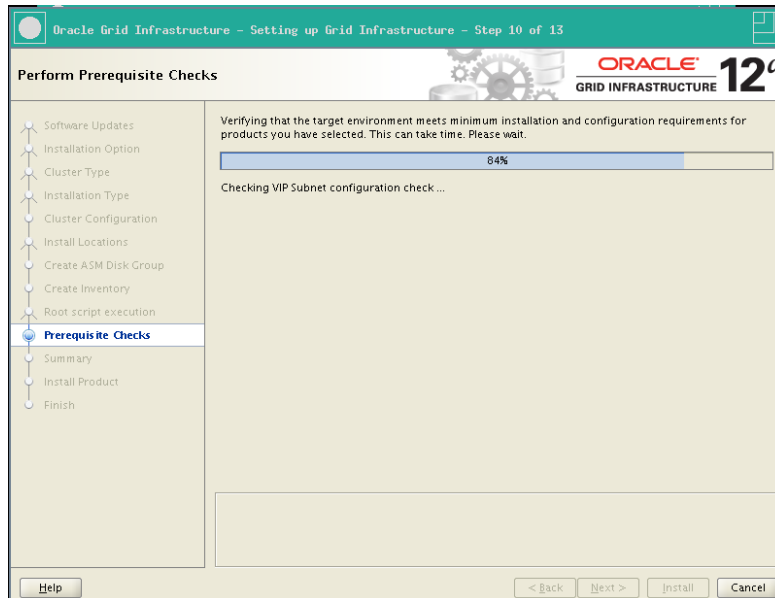 Oracle Grid Infrastructure - Setting up Grid Infrastructure - Step 10 of 13
Perform Prerequisite Checks
ORACLE
GRID INFRASTRUCTURE
12c
Software Updates
Installation Option
Cluster Type
Installation Type
Cluster Configuration
Install Locations
Create ASM Disk Group
Create Inventory
Root script execution
Prerequisite Checks
Summary
Install Product
Finish
Verifying that the target environment meets minimum installation and configuration requirements for
products you have selected. This can take time. Please wait.
84%
Checking VIP Subnet configuration check ...
Help
< Back
Next >
Install
Cancel